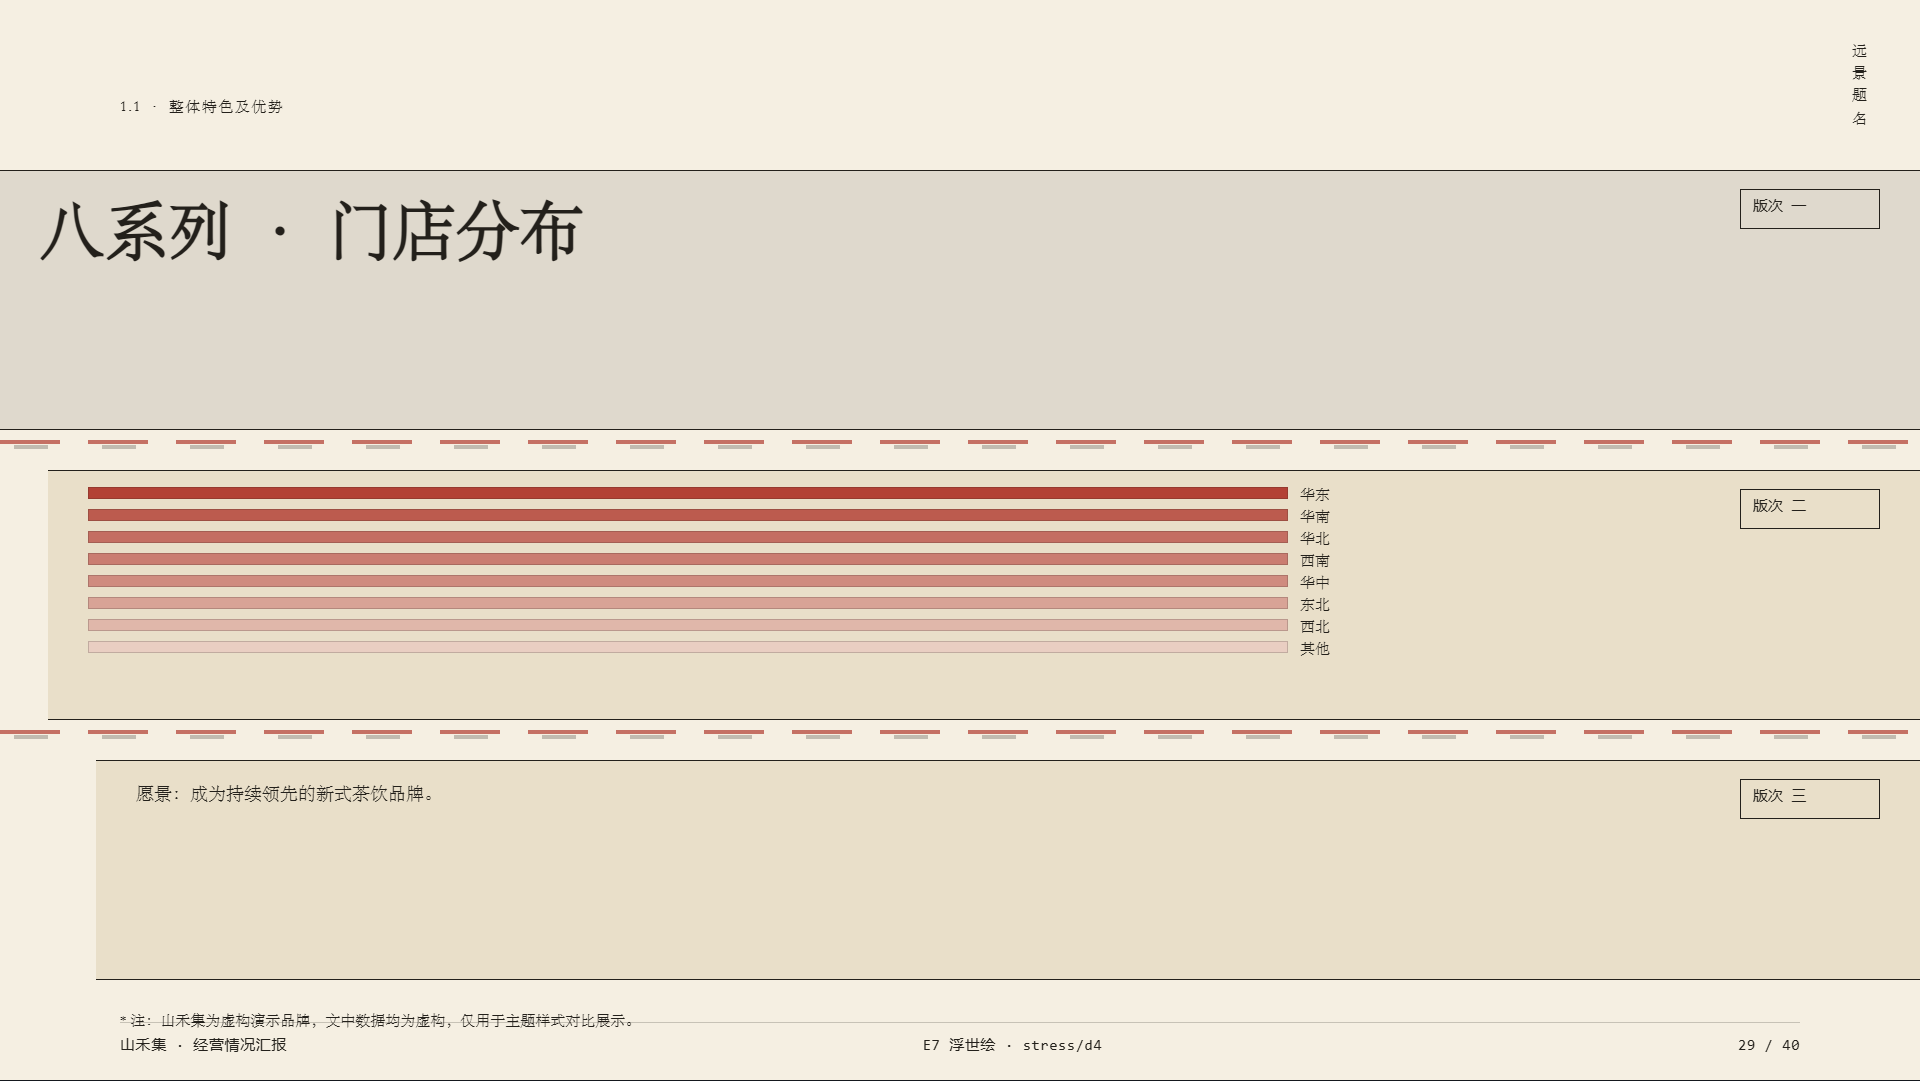 1.1 · 整体特色及优势
远景题名
八系列 · 门店分布
版次 一
华东
华南
华北
西南
华中
东北
西北
其他
版次 二
愿景：成为持续领先的新式茶饮品牌。
版次 三
* 注：山禾集为虚构演示品牌，文中数据均为虚构，仅用于主题样式对比展示。
山禾集 · 经营情况汇报
E7 浮世绘 · stress/d4
29 / 40